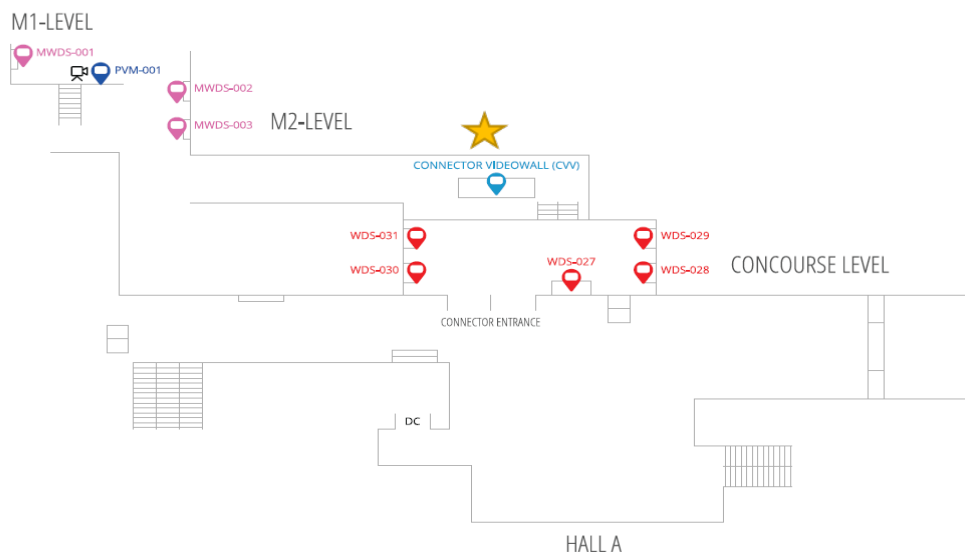 M1-LEVEL
MWDS-001
PVM-001
MWDS-002
MWDS-003
M2-LEVEL
CONNECTOR VIDEOWALL (CVV)
WDS-031
WDS-029
WDS-030
WDS-027
WDS-028
CONCOURSE LEVEL
CONNECTOR ENTRANCE
DC
HALL A